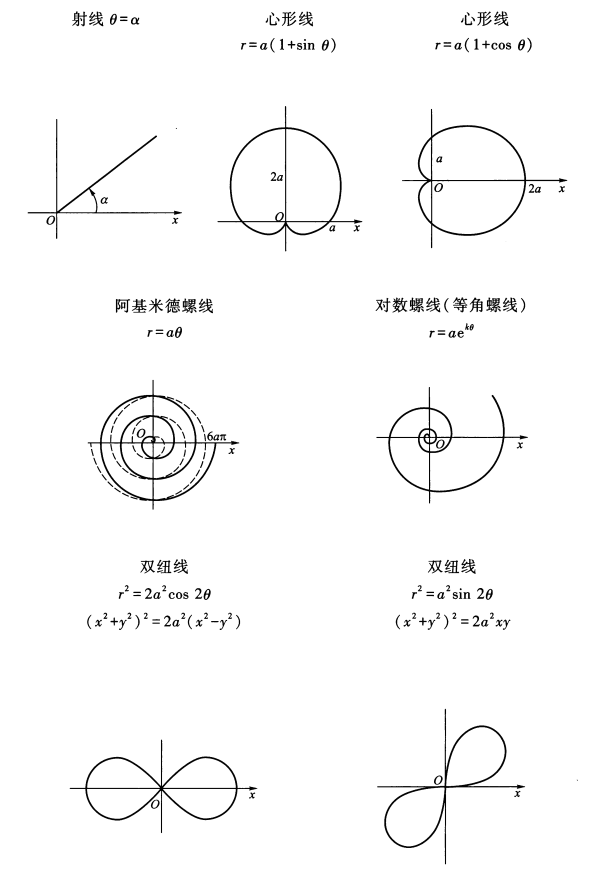 射线 θ=α
心形线
心形线
r=a(1+sin θ)
r=a(1+cos θ)
α
O
x
2a
O
a
x
a
O
2a
x
阿基米德螺线
对数螺线(等角螺线)
r=aθ
r=ae^{kθ}
O
6aπ
x
O
x
双纽线
双纽线
r²=2a²cos 2θ
r²=a²sin 2θ
(x²+y²)²=2a²(x²−y²)
(x²+y²)²=2a²xy
O
x
O
x